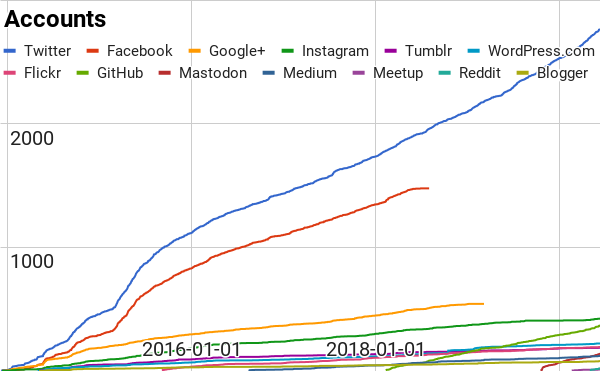 Accounts
Twitter Facebook Google+ Instagram Tumblr WordPress.com
Flickr GitHub Mastodon Medium Meetup Reddit Blogger
2000
1000
2016-01-01 2018-01-01